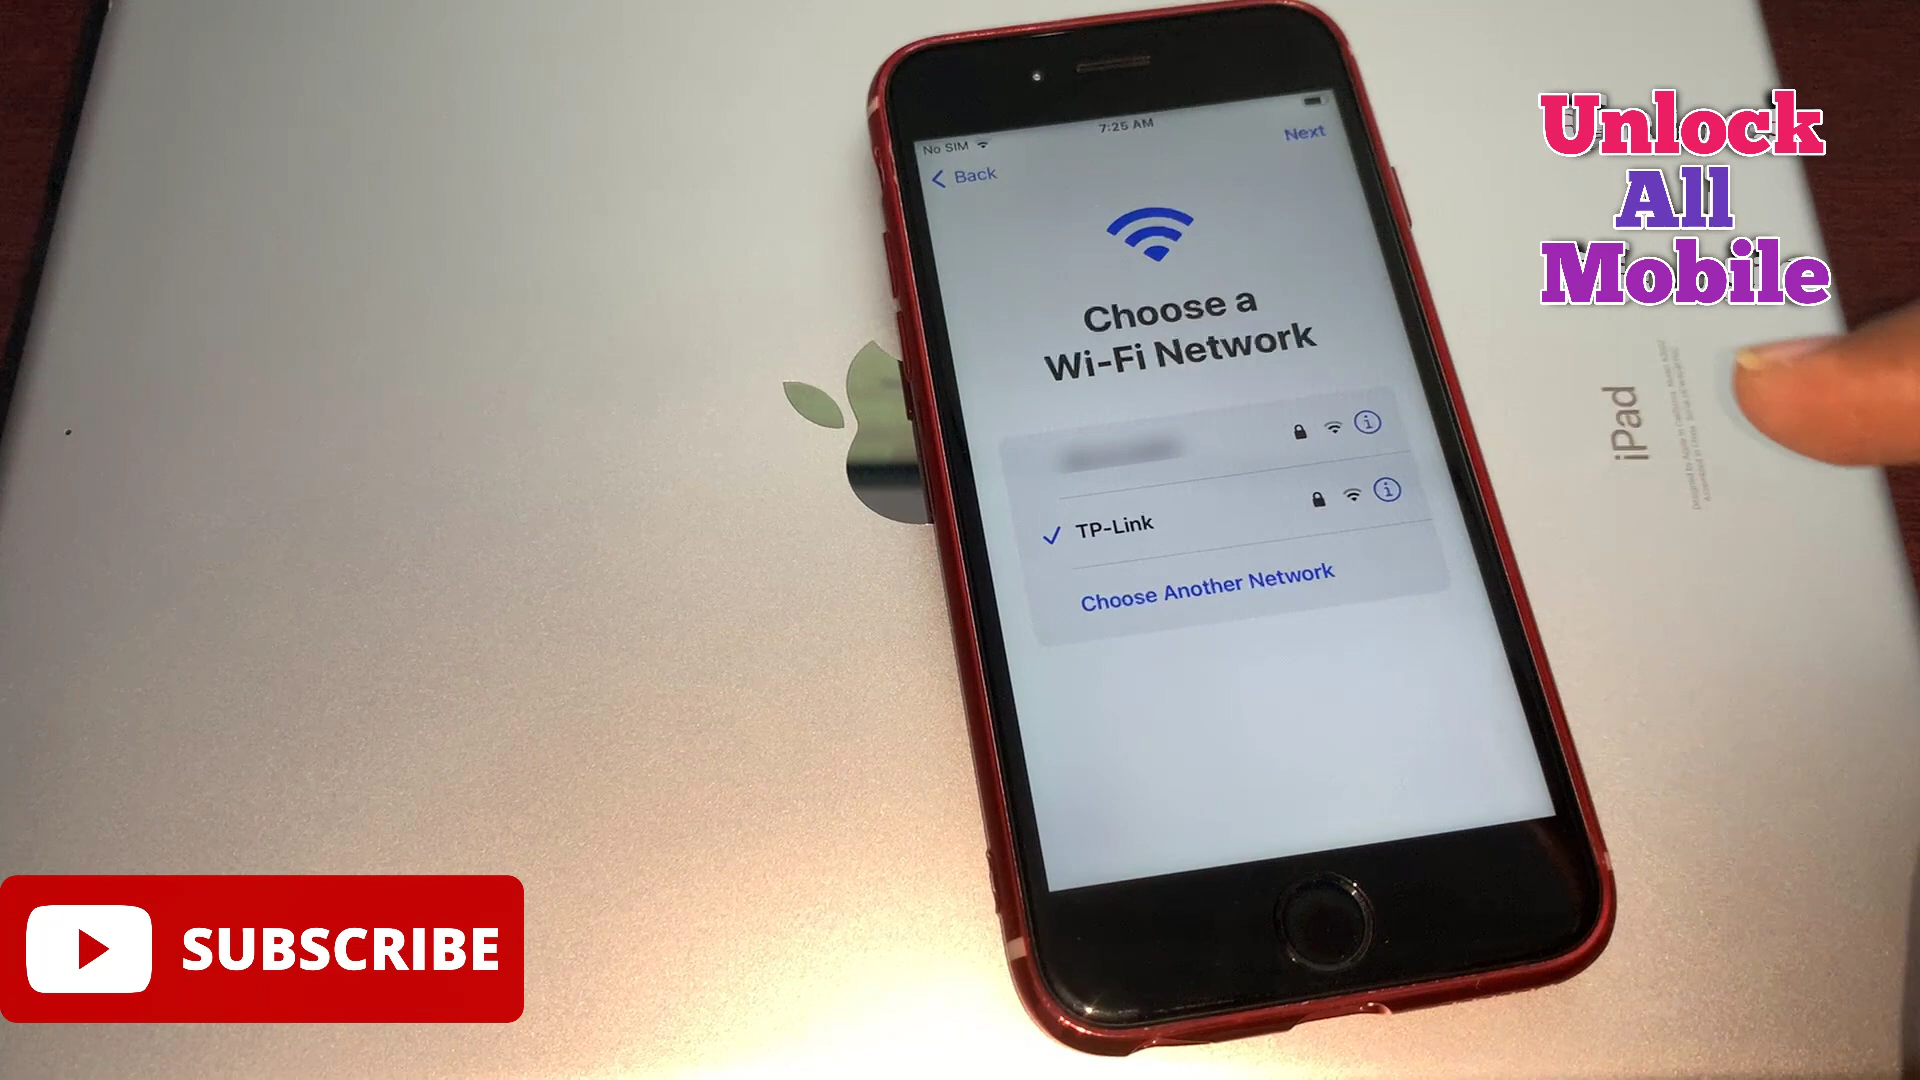 7:25 AM
No SIM
Next
Back
Choose a
Wi-Fi Network
TP-Link
Choose Another Network
Unlock
All
Mobile
iPad
SUBSCRIBE